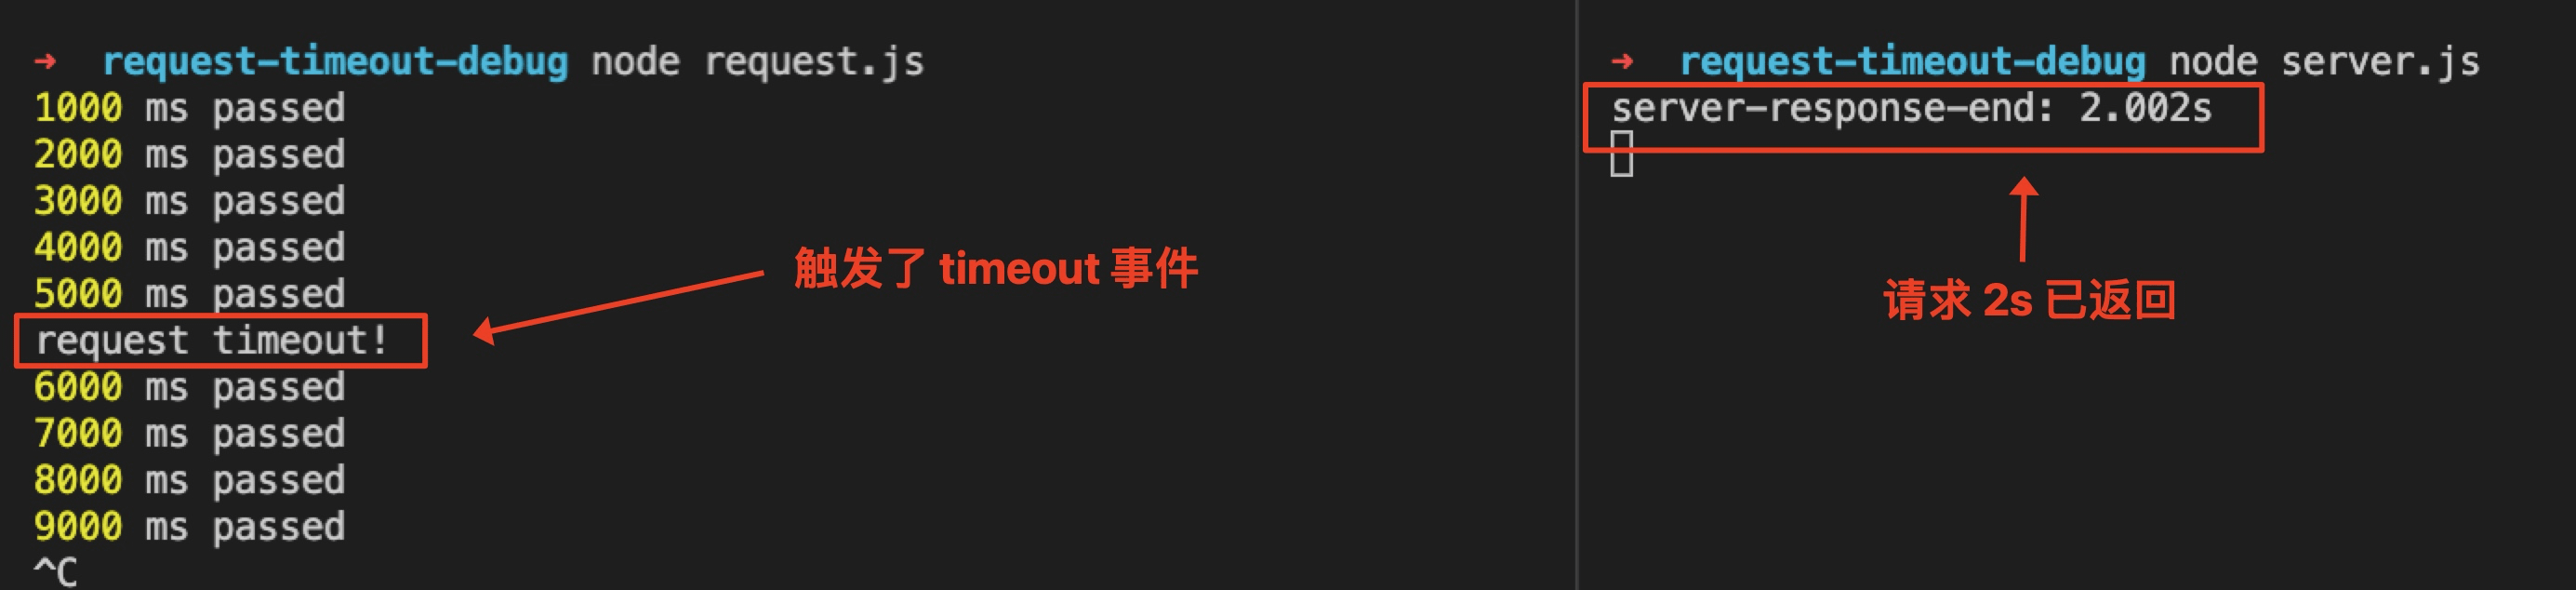 ➜ request-timeout-debug node request.js
1000 ms passed
2000 ms passed
3000 ms passed
4000 ms passed
5000 ms passed
request timeout!
6000 ms passed
7000 ms passed
8000 ms passed
9000 ms passed
^C
触发了 timeout 事件
➜ request-timeout-debug node server.js
server-response-end: 2.002s
请求 2s 已返回